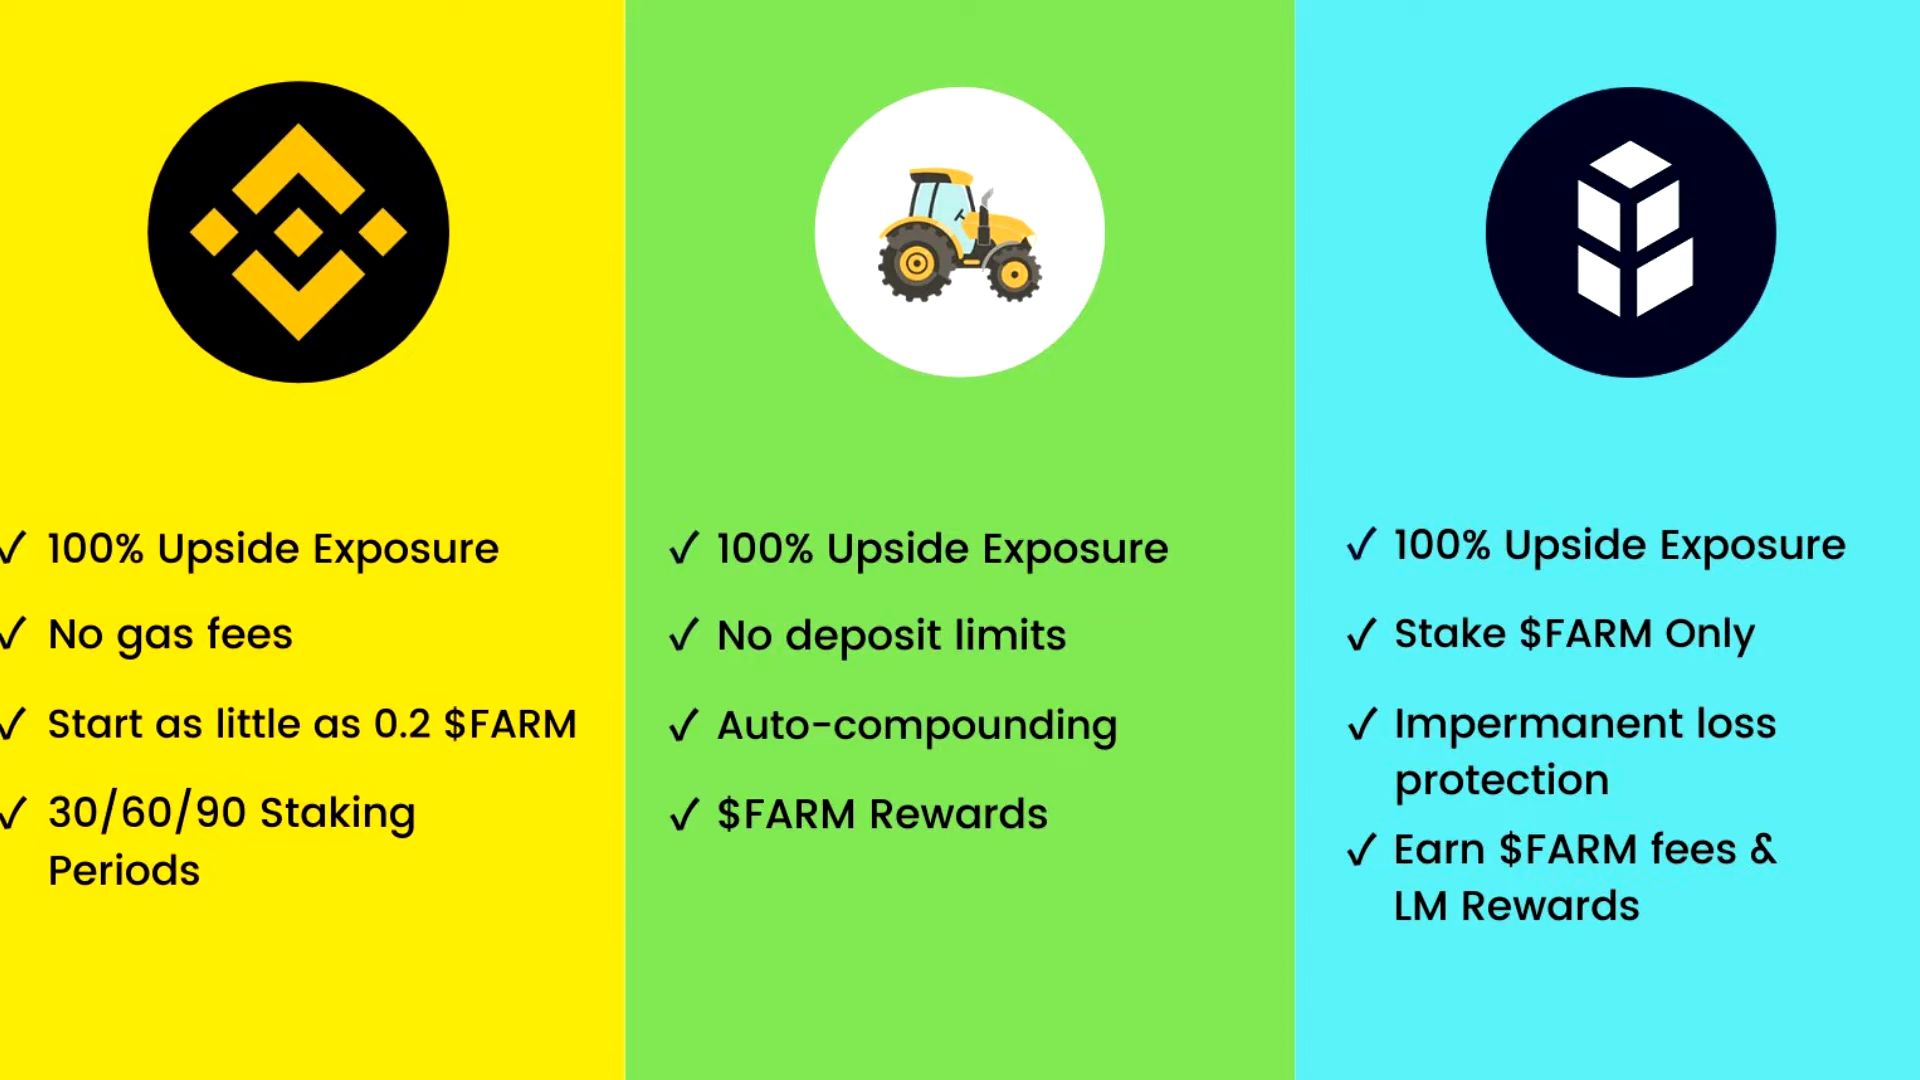 ✓ 100% Upside Exposure
✓ No gas fees
✓ Start as little as 0.2 $FARM
✓ 30/60/90 Staking
Periods
✓ 100% Upside Exposure
✓ No deposit limits
✓ Auto-compounding
✓ $FARM Rewards
✓ 100% Upside Exposure
✓ Stake $FARM Only
✓ Impermanent loss
protection
✓ Earn $FARM fees &
LM Rewards